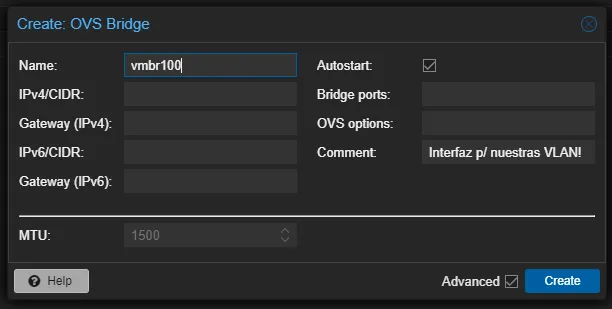 Create: OVS Bridge
Name: vmbr100 Autostart:
IPv4/CIDR: Bridge ports:
Gateway (IPv4): OVS options:
IPv6/CIDR: Comment: Interfaz p/ nuestras VLAN!
Gateway (IPv6):
MTU: 1500
Help Advanced Create